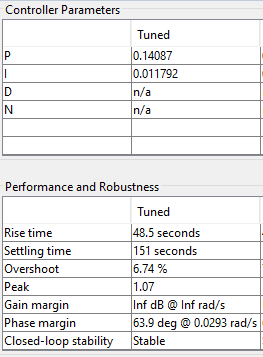 Controller Parameters
Tuned
P 0.14087
I 0.011792
D n/a
N n/a
Performance and Robustness
Tuned
Rise time 48.5 seconds
Settling time 151 seconds
Overshoot 6.74 %
Peak 1.07
Gain margin Inf dB @ Inf rad/s
Phase margin 63.9 deg @ 0.0293 rad/s
Closed-loop stability Stable